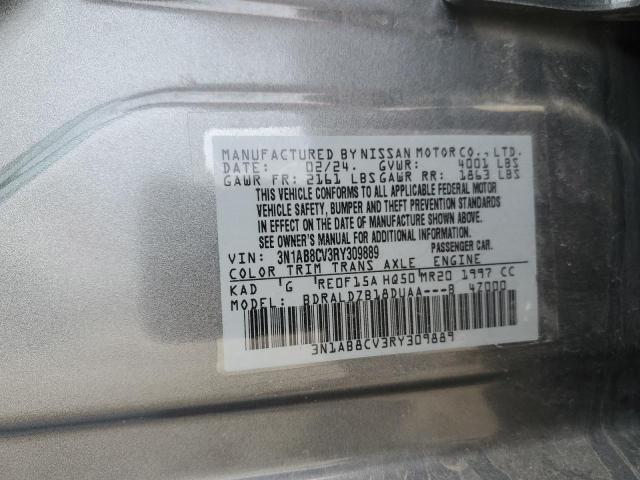 MANUFACTURED BY NISSAN MOTOR CO., LTD.
DATE: 02/24. GVWR: 4001 LBS
GAWR FR: 2161 LBS GAWR RR: 1863 LBS
THIS VEHICLE CONFORMS TO ALL APPLICABLE FEDERAL MOTOR
VEHICLE SAFETY, BUMPER AND THEFT PREVENTION STANDARDS
IN EFFECT ON THE DATE OF MANUFACTURE SHOWN ABOVE.
SEE OWNER'S MANUAL FOR ADDITIONAL INFORMATION.
VIN: 3N1AB8CV3RY309889 PASSENGER CAR.
COLOR TRIM TRANS AXLE ENGINE
KAD G RE0F15A HQ50 MR20 1997 CC
MODEL: BDRALDZB18DUAA---B 47000
3N1AB8CV3RY309889